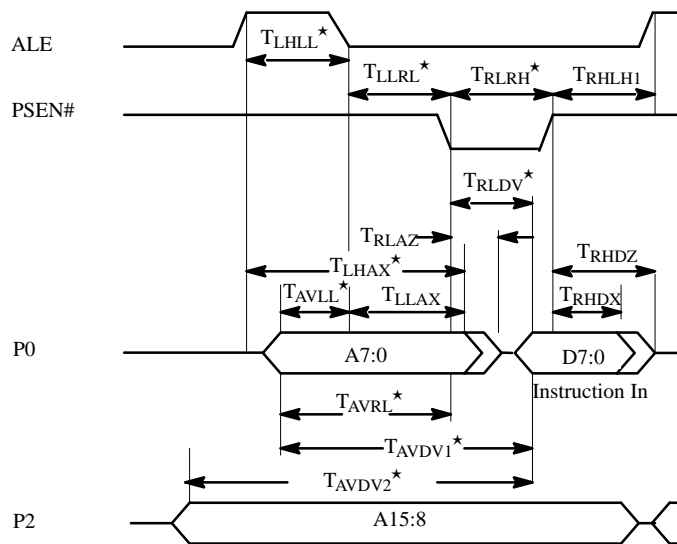 ALE
TLHLL★
TLLRL★ TRLRH★ TRHLH1
PSEN#
TRLDV★
TRLAZ
TLHAX★ TRHDZ
TAVLL★ TLLAX TRHDX
P0 A7:0 D7:0
Instruction In
TAVRL★
TAVDV1★
TAVDV2★
P2 A15:8